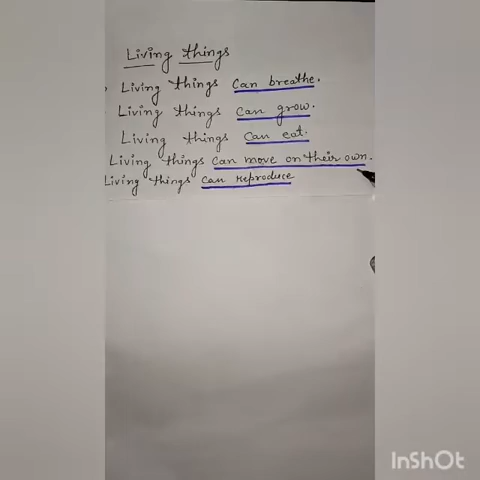 Living things
Living things can breathe.
Living things can grow.
Living things can eat.
Living things can move on their own.
Living things can reproduce
InShOt